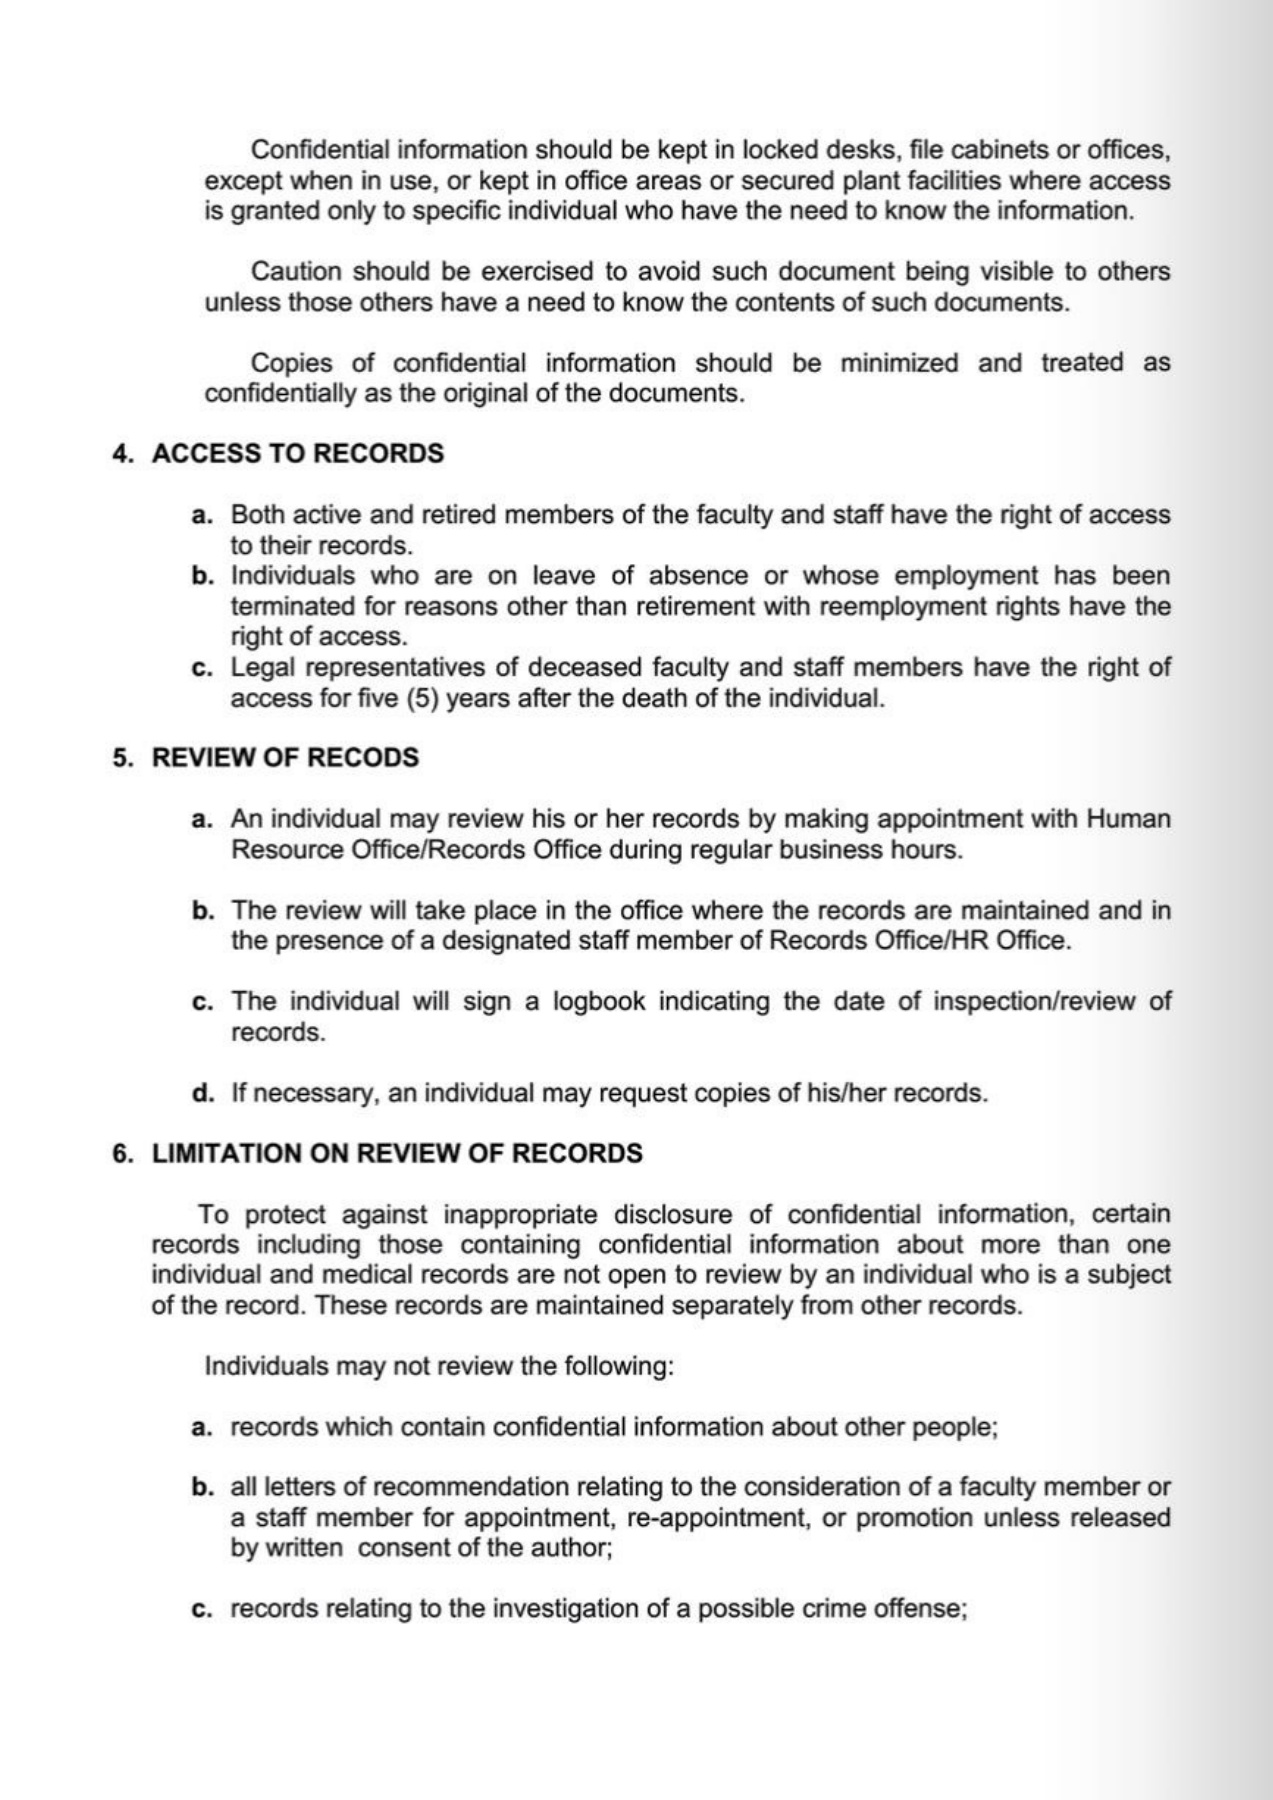 Confidential information should be kept in locked desks, file cabinets or offices,
except when in use, or kept in office areas or secured plant facilities where access
is granted only to specific individual who have the need to know the information.
Caution should be exercised to avoid such document being visible to others
unless those others have a need to know the contents of such documents.
Copies of confidential information should be minimized and treated as
confidentially as the original of the documents.
4. ACCESS TO RECORDS
a. Both active and retired members of the faculty and staff have the right of access
to their records.
b. Individuals who are on leave of absence or whose employment has been
terminated for reasons other than retirement with reemployment rights have the
right of access.
c. Legal representatives of deceased faculty and staff members have the right of
access for five (5) years after the death of the individual.
5. REVIEW OF RECODS
a. An individual may review his or her records by making appointment with Human
Resource Office/Records Office during regular business hours.
b. The review will take place in the office where the records are maintained and in
the presence of a designated staff member of Records Office/HR Office.
c. The individual will sign a logbook indicating the date of inspection/review of
records.
d. If necessary, an individual may request copies of his/her records.
6. LIMITATION ON REVIEW OF RECORDS
To protect against inappropriate disclosure of confidential information, certain
records including those containing confidential information about more than one
individual and medical records are not open to review by an individual who is a subject
of the record. These records are maintained separately from other records.
Individuals may not review the following:
a. records which contain confidential information about other people;
b. all letters of recommendation relating to the consideration of a faculty member or
a staff member for appointment, re-appointment, or promotion unless released
by written consent of the author;
c. records relating to the investigation of a possible crime offense;